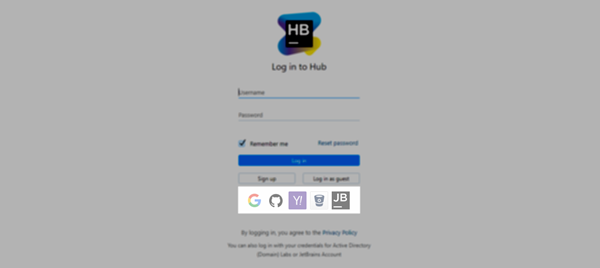 HB
Log in to Hub
Username
Password
Remember me Reset password
Log in
Sign up Log in as guest
G Y! JB
By logging in, you agree to the Privacy Policy
You can also log in with your credentials for Active Directory
(Domain) Labs or JetBrains Account